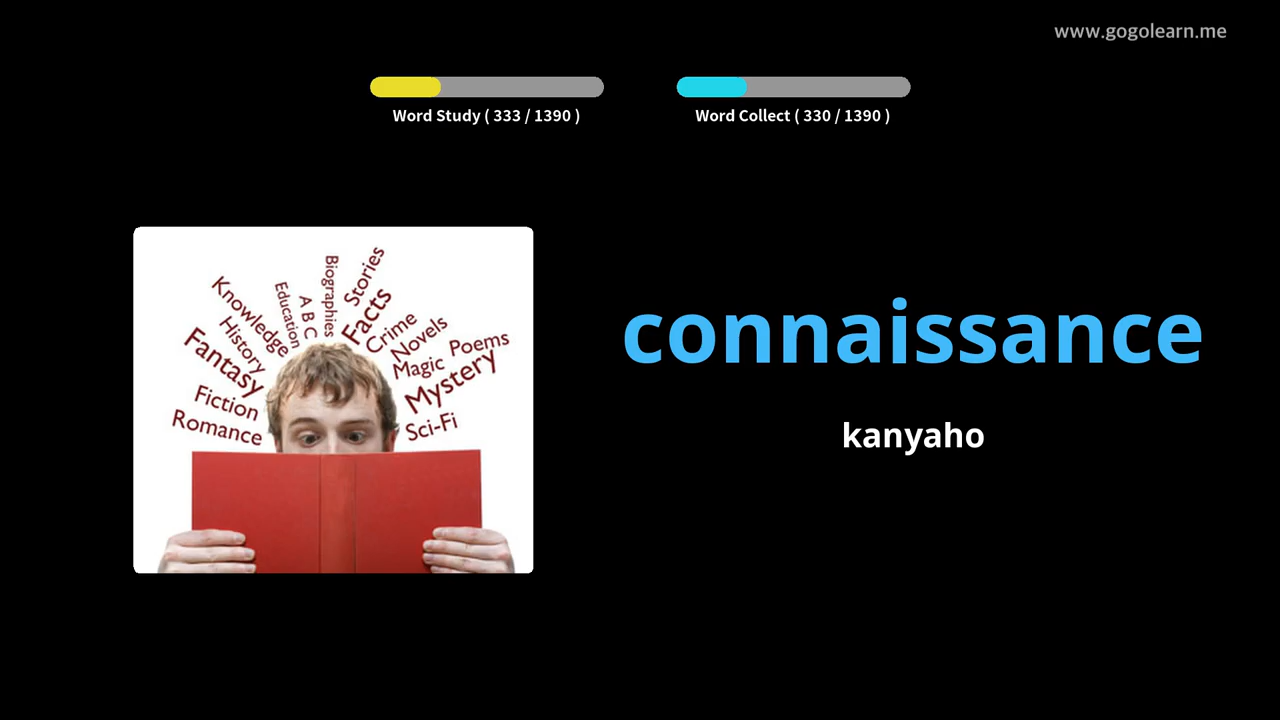 www.gogolearn.me
Word Study ( 333 / 1390 )
Word Collect ( 330 / 1390 )
Knowledge
Education
A B C
Biographies
Stories
Facts
Crime
Novels
Poems
History
Fantasy
Magic
Mystery
Fiction
Romance
Sci-Fi
connaissance
kanyaho